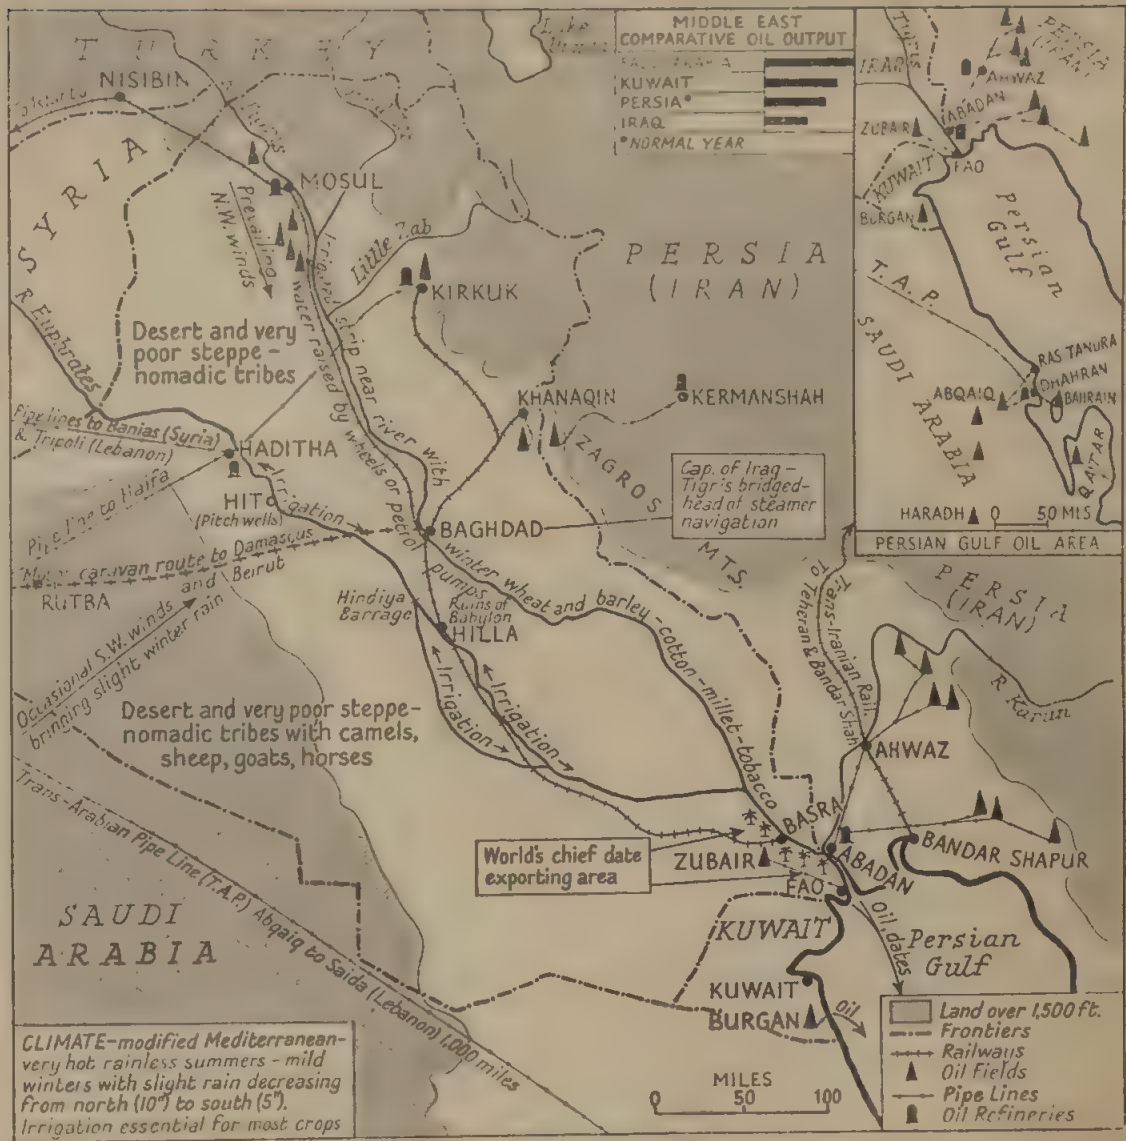 TURKEY
NISIBIN
SYRIA
Tigris
MOSUL
Prevailing
N.W. winds
Little Zab
KIRKUK
PERSIA
(IRAN)
MIDDLE EAST
COMPARATIVE OIL OUTPUT
SAUDI ARABIA
KUWAIT
PERSIA*
IRAQ
*NORMAL YEAR
R. Euphrates
Desert and very
poor steppe-
nomadic tribes
Irrigated strip near river with
water raised by wheels or petrol
pumps
KHANAQIN
KERMANSHAH
ZAGROS
MTS.
Pipe lines to Banias (Syria)
& Tripoli (Lebanon)
HADITHA
Pipe line to Haifa
HIT
(Pitch wells)
Irrigation
BAGHDAD
Cap. of Iraq -
Tigris bridged-
head of steamer
navigation
Motor caravan route to Damascus
and Beirut
RUTBA
Hindiya
Barrage
Ruins of
Babylon
HILLA
winter wheat and barley-cotton-millet-tobacco
Occasional S.W. winds
bringing slight winter rain
Desert and very poor steppe-
nomadic tribes with camels,
sheep, goats, horses
Irrigation
Irrigation
Trans-Iranian Rail.
To Teheran & Bandar Shah
PERSIA
(IRAN)
R. Karun
AHWAZ
Trans-Arabian Pipe Line (T.A.P.) Abqaiq to Saida (Lebanon) 1,000 miles
World's chief date
exporting area
BASRA
ZUBAIR
ABADAN
FAO
BANDAR SHAPUR
SAUDI
ARABIA
KUWAIT
Oil, dates
Persian
Gulf
KUWAIT
BURGAN
Oil
CLIMATE-modified Mediterranean-
very hot rainless summers - mild
winters with slight rain decreasing
from north (10") to south (5").
Irrigation essential for most crops
MILES
0 50 100
Land over 1,500 ft.
Frontiers
Railways
Oil Fields
Pipe Lines
Oil Refineries
Tigris
PERSIA
(IRAN)
IRAQ
AHWAZ
ABADAN
ZUBAIR
FAO
KUWAIT
BURGAN
Persian
Gulf
T. A. P.
SAUDI ARABIA
RAS TANURA
DHAHRAN
ABQAIQ
BAHRAIN
QATAR
HARADH
0 50 MLS
PERSIAN GULF OIL AREA